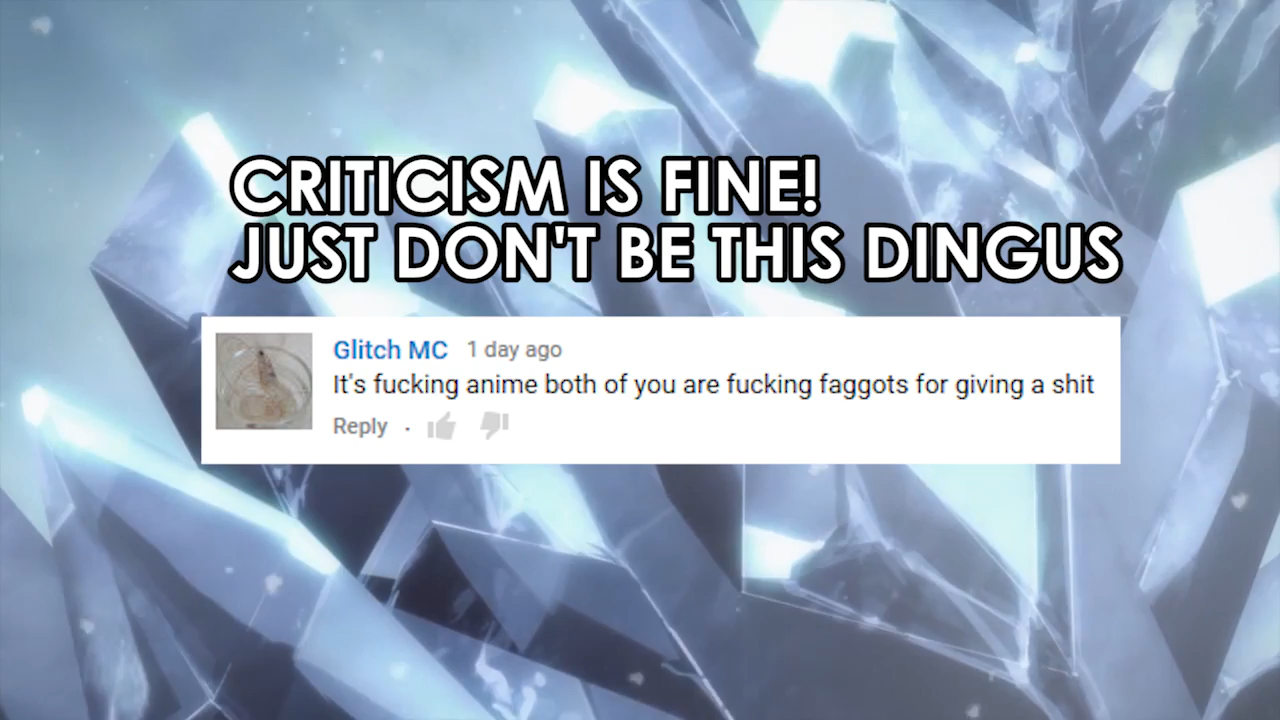 CRITICISM IS FINE!
JUST DON'T BE THIS DINGUS
Glitch MC 1 day ago
It's fucking anime both of you are fucking faggots for giving a shit
Reply ·